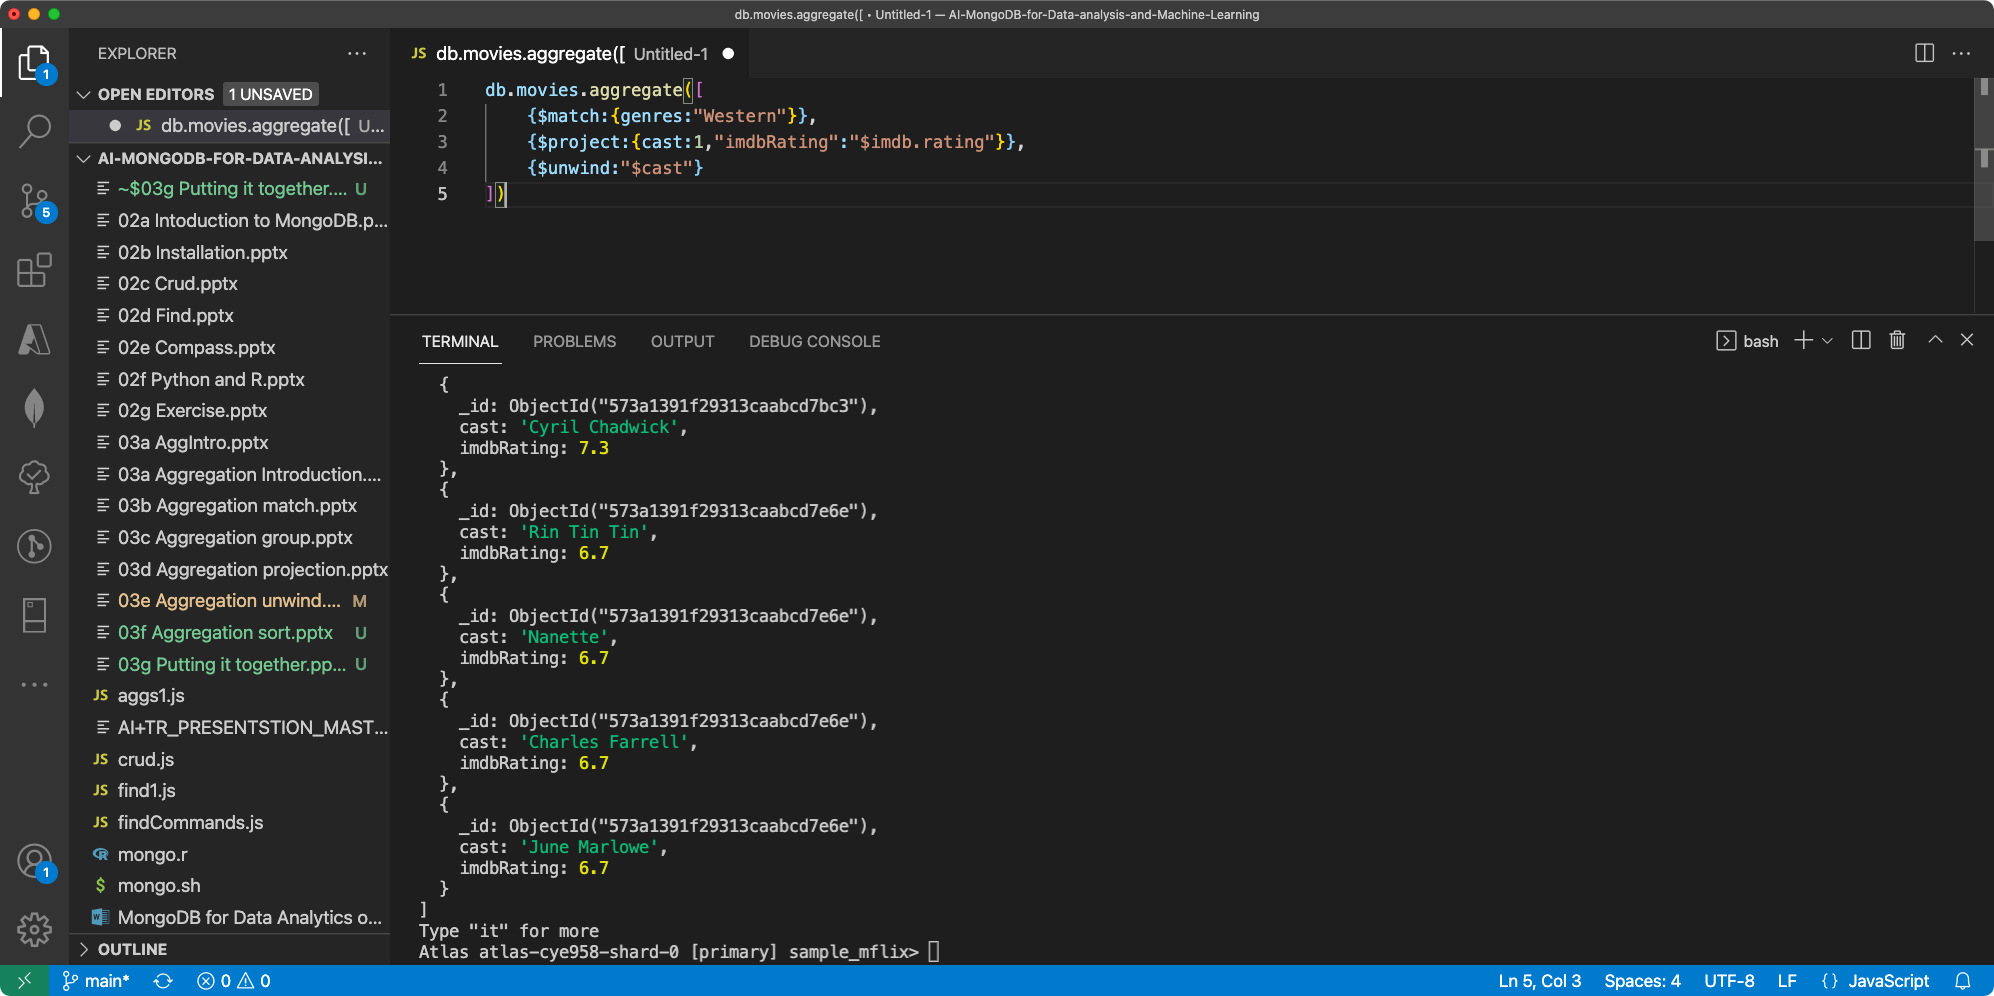 db.movies.aggregate([ • Untitled-1 — AI-MongoDB-for-Data-analysis-and-Machine-Learning
EXPLORER
OPEN EDITORS 1 UNSAVED
JS db.movies.aggregate([ U...
AI-MONGODB-FOR-DATA-ANALYSI...
~$03g Putting it together.... U
02a Intoduction to MongoDB.p...
02b Installation.pptx
02c Crud.pptx
02d Find.pptx
02e Compass.pptx
02f Python and R.pptx
02g Exercise.pptx
03a AggIntro.pptx
03a Aggregation Introduction....
03b Aggregation match.pptx
03c Aggregation group.pptx
03d Aggregation projection.pptx
03e Aggregation unwind.... M
03f Aggregation sort.pptx U
03g Putting it together.pp... U
JS aggs1.js
AI+TR_PRESENTSTION_MAST...
JS crud.js
JS find1.js
JS findCommands.js
R mongo.r
$ mongo.sh
W MongoDB for Data Analytics o...
OUTLINE
1
5
1
JS db.movies.aggregate([ Untitled-1
1 db.movies.aggregate([
2 {$match:{genres:"Western"}},
3 {$project:{cast:1,"imdbRating":"$imdb.rating"}},
4 {$unwind:"$cast"}
5 ])
TERMINAL PROBLEMS OUTPUT DEBUG CONSOLE
bash
{
_id: ObjectId("573a1391f29313caabcd7bc3"),
cast: 'Cyril Chadwick',
imdbRating: 7.3
},
{
_id: ObjectId("573a1391f29313caabcd7e6e"),
cast: 'Rin Tin Tin',
imdbRating: 6.7
},
{
_id: ObjectId("573a1391f29313caabcd7e6e"),
cast: 'Nanette',
imdbRating: 6.7
},
{
_id: ObjectId("573a1391f29313caabcd7e6e"),
cast: 'Charles Farrell',
imdbRating: 6.7
},
{
_id: ObjectId("573a1391f29313caabcd7e6e"),
cast: 'June Marlowe',
imdbRating: 6.7
}
]
Type "it" for more
Atlas atlas-cye958-shard-0 [primary] sample_mflix>
main* 0 0 Ln 5, Col 3 Spaces: 4 UTF-8 LF {} JavaScript